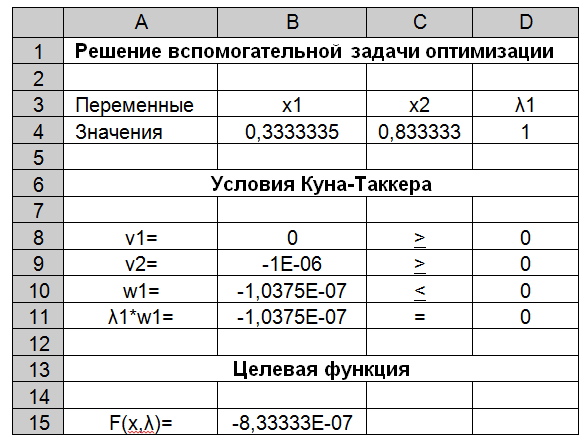 A B C D
1 Решение вспомогательной задачи оптимизации
2
3 Переменные x1 x2 λ1
4 Значения 0,3333335 0,833333 1
5
6 Условия Куна-Таккера
7
8 v1= 0 ≥ 0
9 v2= -1E-06 ≥ 0
10 w1= -1,0375E-07 ≤ 0
11 λ1*w1= -1,0375E-07 = 0
12
13 Целевая функция
14
15 F(x,λ)= -8,33333E-07